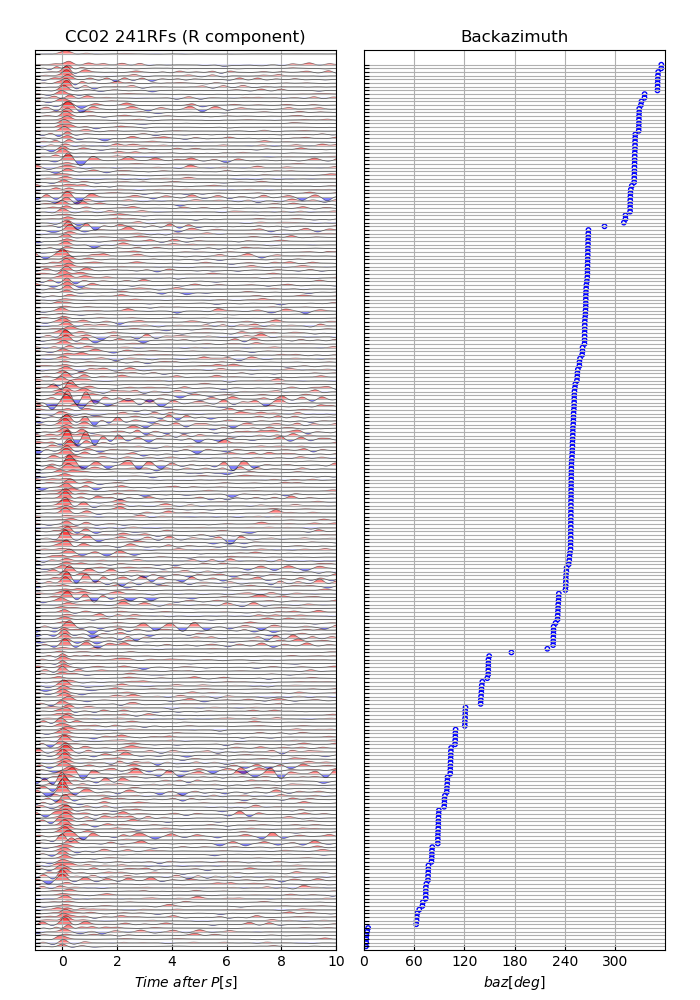 CC02 241RFs (R component)
Backazimuth
0 2 4 6 8 10
0 60 120 180 240 300
Time after P[s]
baz[deg]